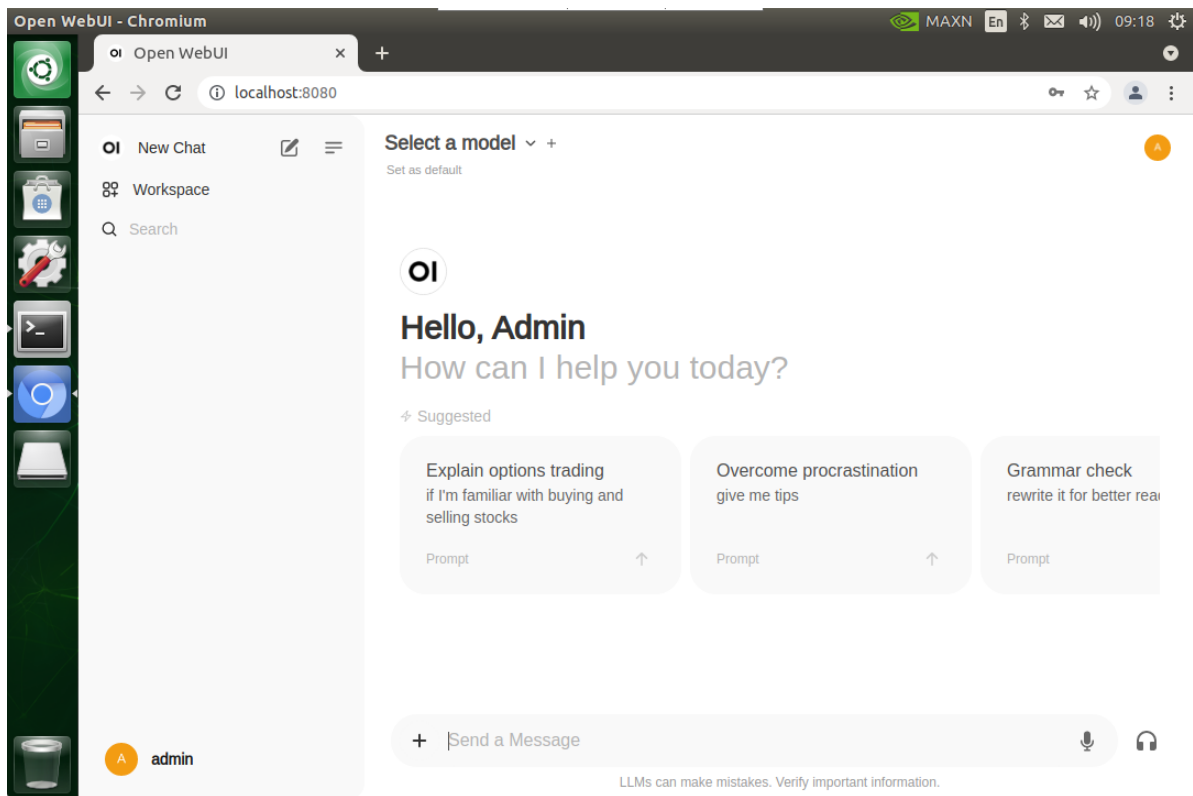 Open WebUI - Chromium
MAXN En 09:18
OI Open WebUI
localhost:8080
OI New Chat
Workspace
Search
Select a model
Set as default
A
OI
Hello, Admin
How can I help you today?
Suggested
Explain options trading
if I'm familiar with buying and
selling stocks
Prompt
Overcome procrastination
give me tips
Prompt
Grammar check
rewrite it for better rea
Prompt
Send a Message
A admin
LLMs can make mistakes. Verify important information.